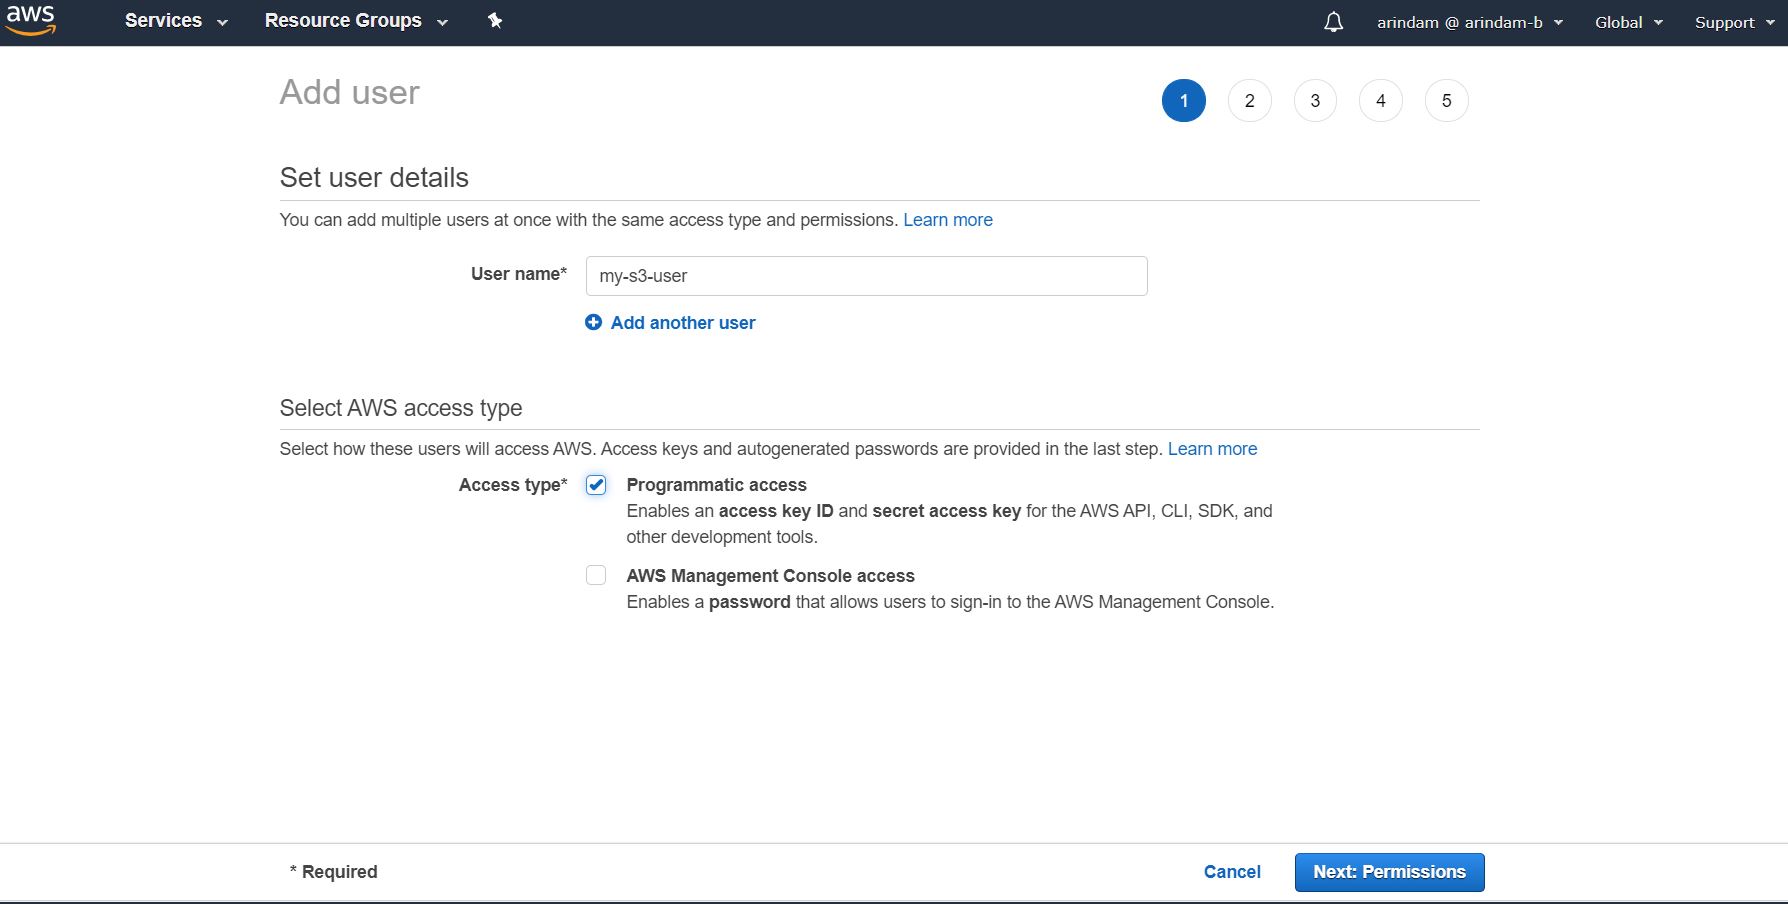 aws Services Resource Groups arindam @ arindam-b Global Support
Add user
1 2 3 4 5
Set user details
You can add multiple users at once with the same access type and permissions. Learn more
User name* my-s3-user
Add another user
Select AWS access type
Select how these users will access AWS. Access keys and autogenerated passwords are provided in the last step. Learn more
Access type* Programmatic access
Enables an access key ID and secret access key for the AWS API, CLI, SDK, and
other development tools.
AWS Management Console access
Enables a password that allows users to sign-in to the AWS Management Console.
* Required Cancel Next: Permissions